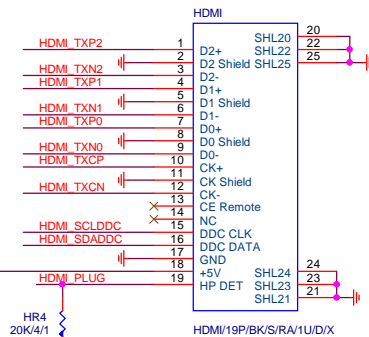 HDMI
HDMI_TXP2 1 D2+ SHL20 20
2 D2 Shield SHL22 22
HDMI_TXN2 3 D2- SHL25 25
HDMI_TXP1 4 D1+
5 D1 Shield
HDMI_TXN1 6 D1-
HDMI_TXP0 7 D0+
8 D0 Shield
HDMI_TXN0 9 D0-
HDMI_TXCP 10 CK+
11 CK Shield
HDMI_TXCN 12 CK-
13 CE Remote
14 NC
HDMI_SCLDDC 15 DDC CLK
HDMI_SDADDC 16 DDC DATA
17 GND
18 +5V SHL24 24
HDMI_PLUG 19 HP DET SHL23 23
SHL21 21
HR4
20K/4/1
HDMI/19P/BK/S/RA/1U/D/X